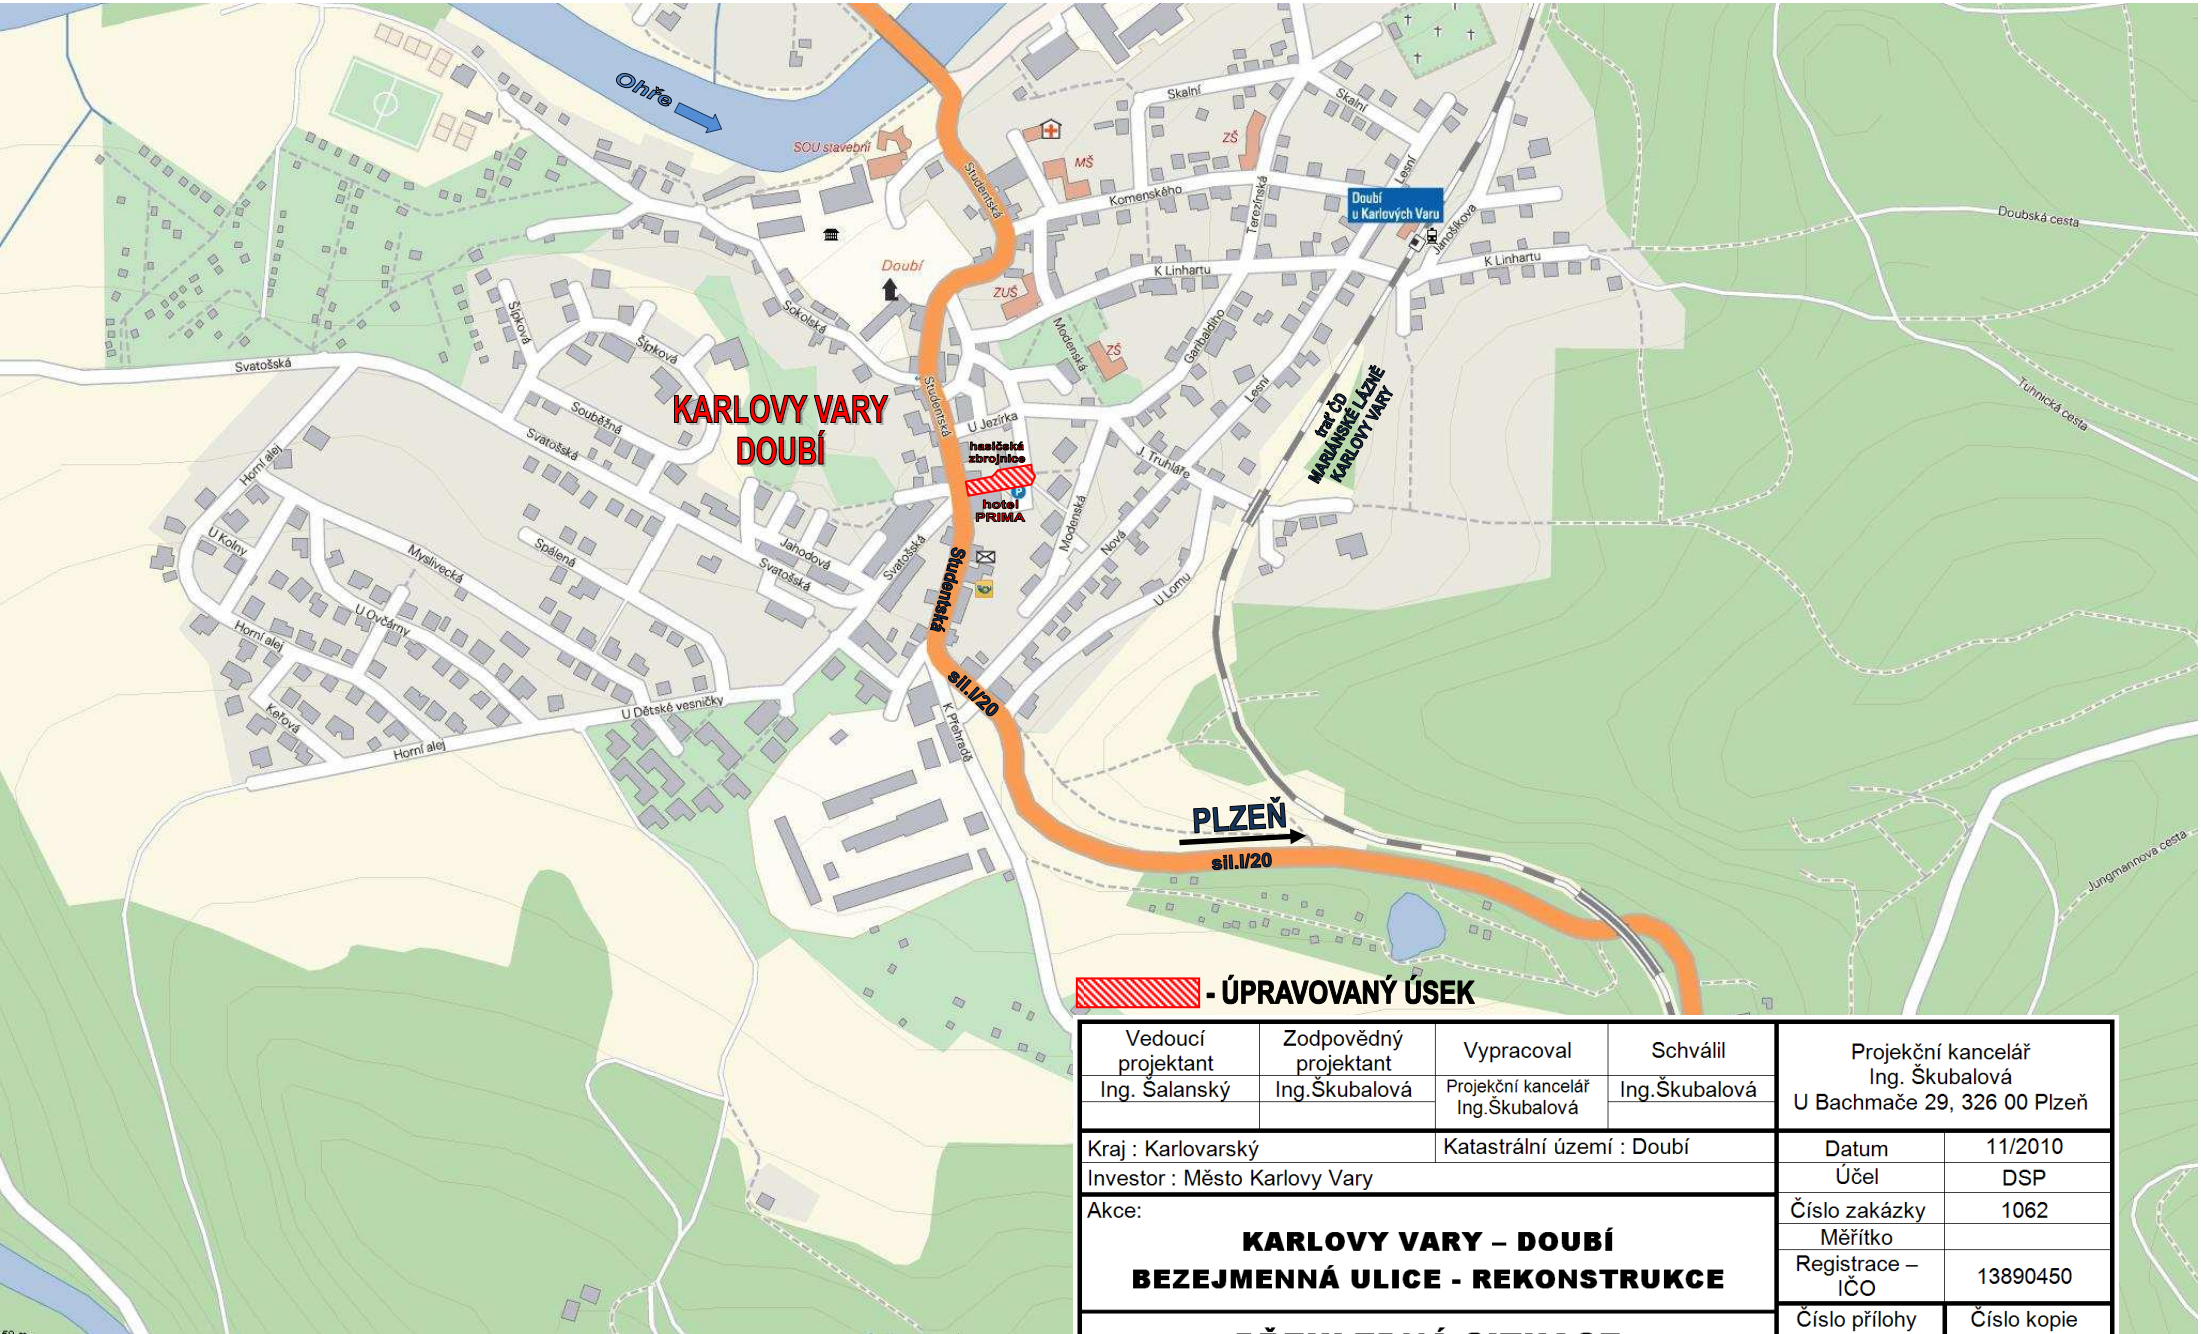 Ohře
SOU stavební
Skalní
Skalní
ZŠ
MŠ
Studentská
Komenského
Terezínská
Lesní
Doubí
u Karlových Varu
Janošíkova
Doubská cesta
K Linhartu
K Linhartu
Doubí
ZUŠ
Sokolská
Šípková
Šípková
Modenská
ZŠ
Garibaldiho
Svatošská
Lesní
Tuhnická cesta
trať ČD
MARIÁNSKÉ LÁZNĚ
KARLOVY VARY
Studentská
KARLOVY VARY
DOUBÍ
Souběžná
Svatošská
U Jezírka
hasičská
zbrojnice
P
hotel
PRIMA
J. Truhláře
Horní alej
U Kolny
Myslivecká
Spálená
Jahodová
Svatošská
Svatošská
Modenská
Nová
U Lomu
Studentská
U Ovčárny
Horní alej
Keřová
Horní alej
U Dětské vesničky
sil.I/20
K Přehradě
PLZEŇ
sil.I/20
Jungmannova cesta
- ÚPRAVOVANÝ ÚSEK
Vedoucí
projektant
Zodpovědný
projektant
Vypracoval
Schválil
Ing. Šalanský
Ing.Škubalová
Projekční kancelář
Ing.Škubalová
Ing.Škubalová
Projekční kancelář
Ing. Škubalová
U Bachmače 29, 326 00 Plzeň
Kraj : Karlovarský
Katastrální území : Doubí
Investor : Město Karlovy Vary
Datum 11/2010
Účel DSP
Číslo zakázky 1062
Měřítko
Registrace –
IČO
13890450
Číslo přílohy Číslo kopie
Akce:
KARLOVY VARY – DOUBÍ
BEZEJMENNÁ ULICE - REKONSTRUKCE